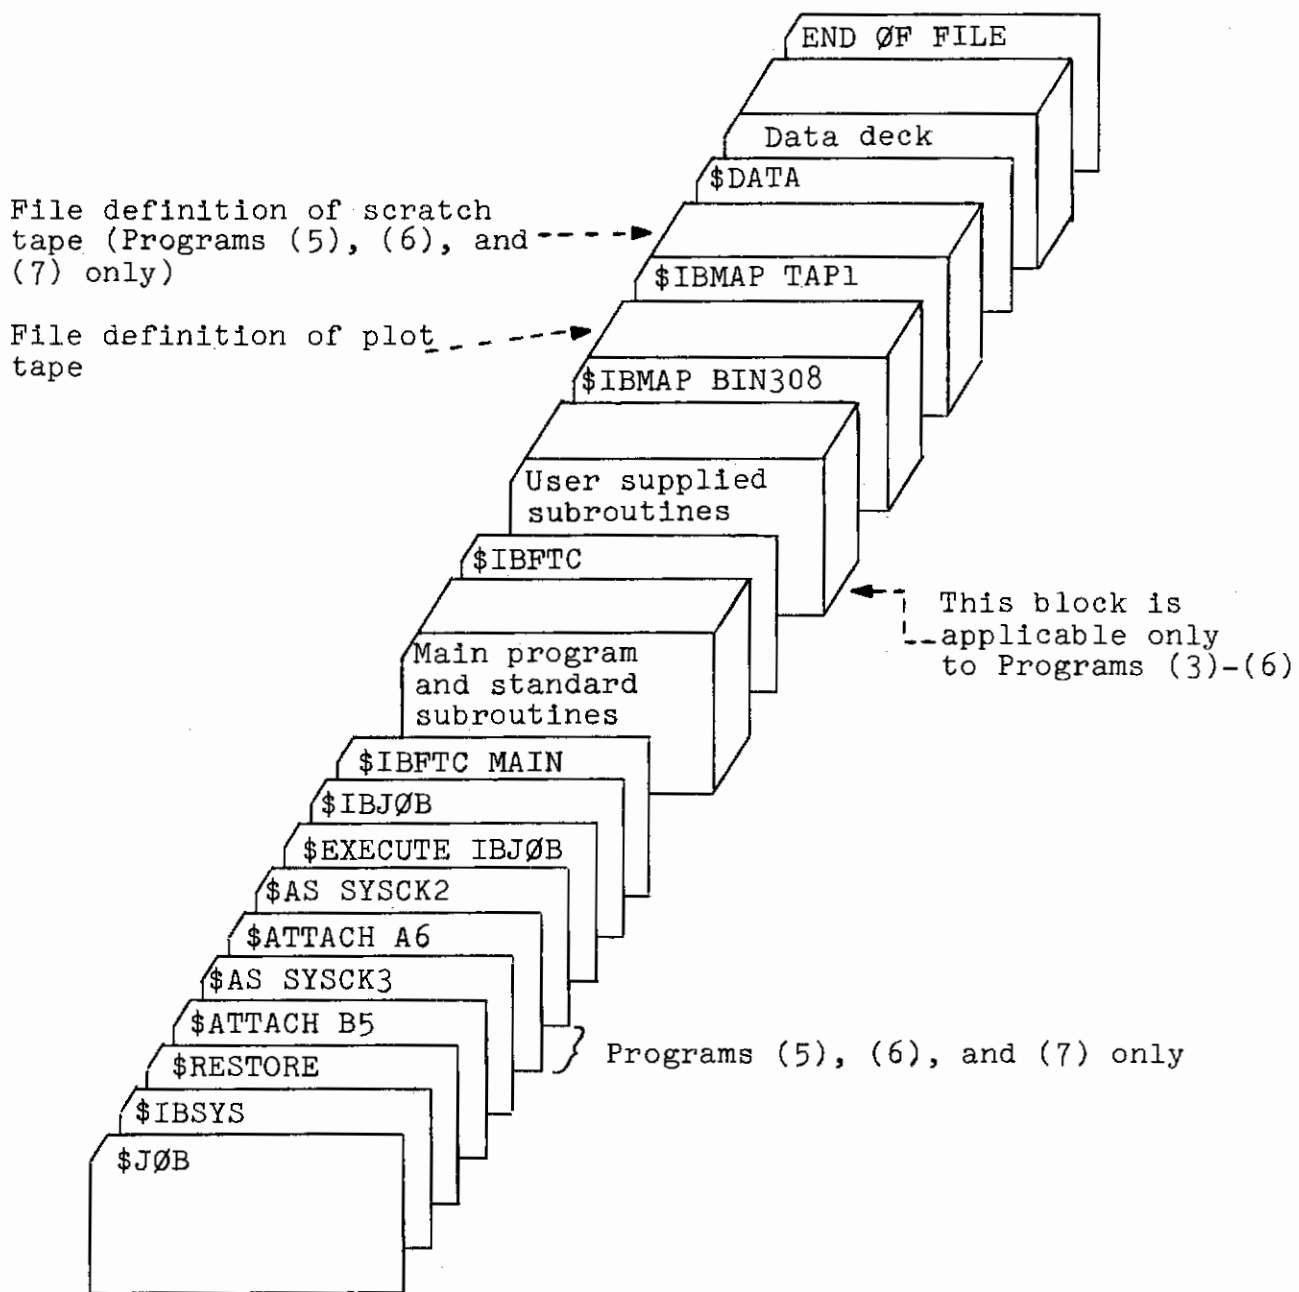 END ØF FILE
Data deck
$DATA
File definition of scratch
tape (Programs (5), (6), and
(7) only)
$IBMAP TAP1
File definition of plot
tape
$IBMAP BIN308
User supplied
subroutines
$IBFTC
This block is
applicable only
to Programs (3)-(6)
Main program
and standard
subroutines
$IBFTC MAIN
$IBJØB
$EXECUTE IBJØB
$AS SYSCK2
$ATTACH A6
$AS SYSCK3
$ATTACH B5
Programs (5), (6), and (7) only
$RESTORE
$IBSYS
$JØB